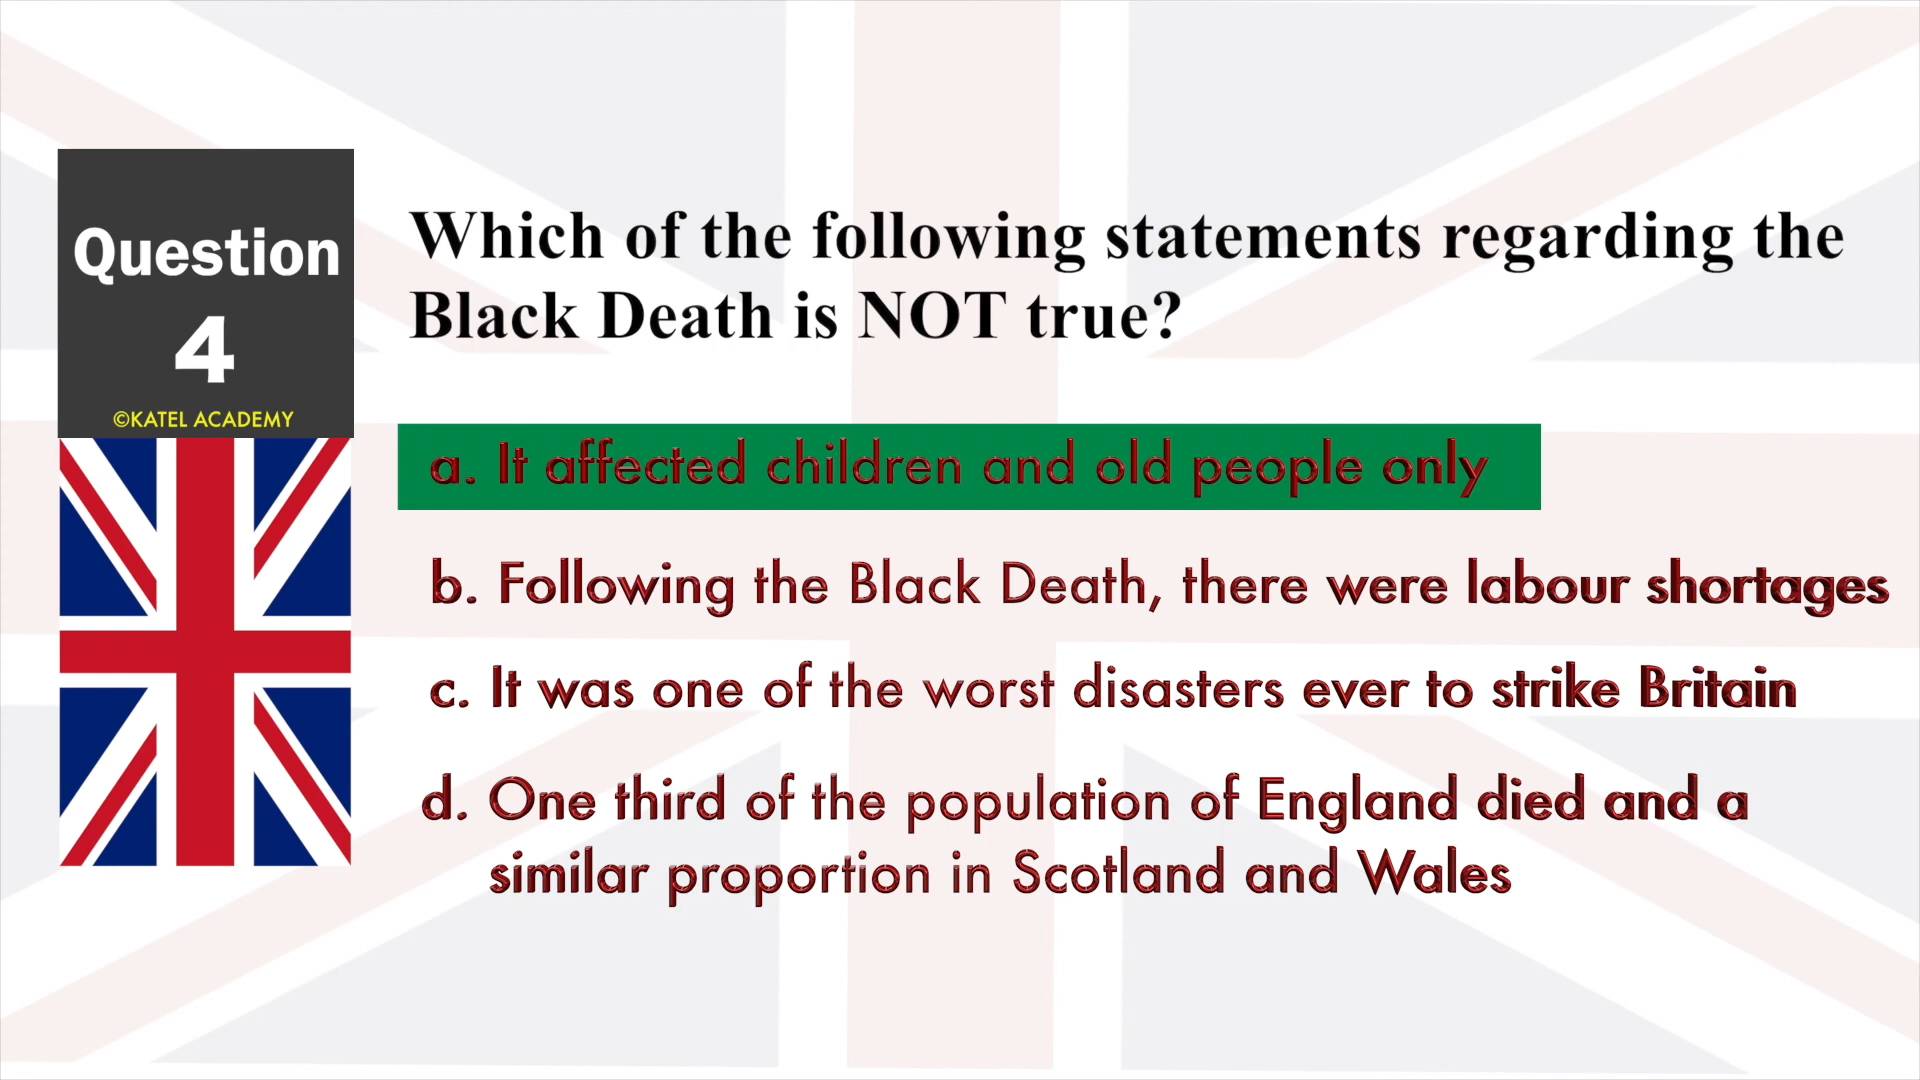 Question
4
©KATEL ACADEMY
Which of the following statements regarding the
Black Death is NOT true?
a. It affected children and old people only
b. Following the Black Death, there were labour shortages
c. It was one of the worst disasters ever to strike Britain
d. One third of the population of England died and a
similar proportion in Scotland and Wales